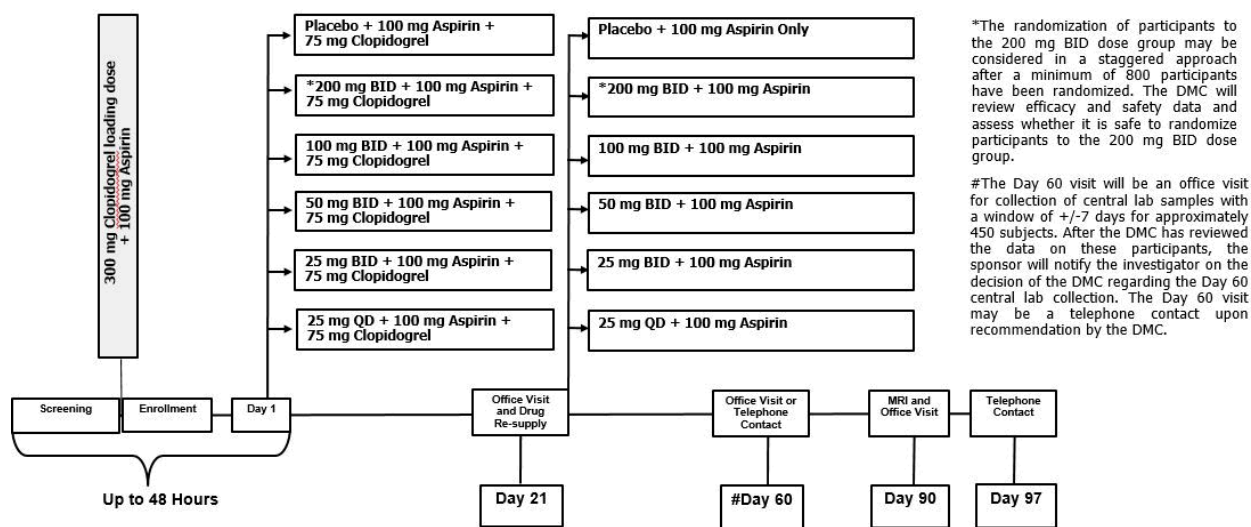 300 mg Clopidogrel loading dose
+ 100 mg Aspirin
Placebo + 100 mg Aspirin +
75 mg Clopidogrel
*200 mg BID + 100 mg Aspirin +
75 mg Clopidogrel
100 mg BID + 100 mg Aspirin +
75 mg Clopidogrel
50 mg BID + 100 mg Aspirin +
75 mg Clopidogrel
25 mg BID + 100 mg Aspirin +
75 mg Clopidogrel
25 mg QD + 100 mg Aspirin +
75 mg Clopidogrel
Placebo + 100 mg Aspirin Only
*200 mg BID + 100 mg Aspirin
100 mg BID + 100 mg Aspirin
50 mg BID + 100 mg Aspirin
25 mg BID + 100 mg Aspirin
25 mg QD + 100 mg Aspirin
*The randomization of participants to
the 200 mg BID dose group may be
considered in a staggered approach
after a minimum of 800 participants
have been randomized. The DMC will
review efficacy and safety data and
assess whether it is safe to randomize
participants to the 200 mg BID dose
group.
#The Day 60 visit will be an office visit
for collection of central lab samples with
a window of +/-7 days for approximately
450 subjects. After the DMC has reviewed
the data on these participants, the
sponsor will notify the investigator on the
decision of the DMC regarding the Day 60
central lab collection. The Day 60 visit
may be a telephone contact upon
recommendation by the DMC.
Screening
Enrollment
Day 1
Office Visit
and Drug
Re-supply
Office Visit or
Telephone
Contact
MRI and
Office Visit
Telephone
Contact
Up to 48 Hours
Day 21
#Day 60
Day 90
Day 97